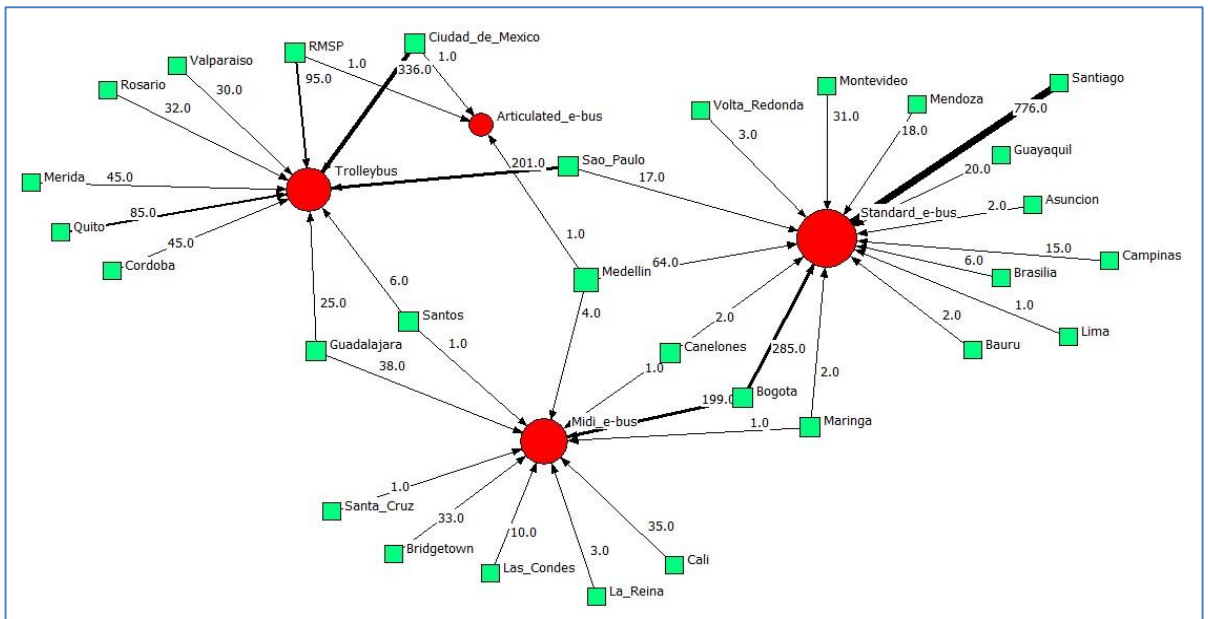 Ciudad_de_Mexico
RMSP
1.0
336.0
1.0
95.0
Valparaiso
30.0
Rosario
32.0
Articulated_e-bus
Merida
45.0
Trolleybus
201.0
Sao_Paulo
17.0
Quito
85.0
Cordoba
45.0
Montevideo
31.0
Mendoza
18.0
Santiago
776.0
Volta_Redonda
3.0
Guayaquil
20.0
Asuncion
2.0
Standard_e-bus
Campinas
15.0
Brasilia
6.0
Lima
1.0
Bauru
2.0
1.0
Medellin
64.0
4.0
6.0
Santos
1.0
25.0
Guadalajara
38.0
2.0
Canelones
1.0
285.0
Bogota
199.0
2.0
Maringa
1.0
Midi_e-bus
1.0
Santa_Cruz
33.0
Bridgetown
10.0
Las_Condes
3.0
La_Reina
35.0
Cali